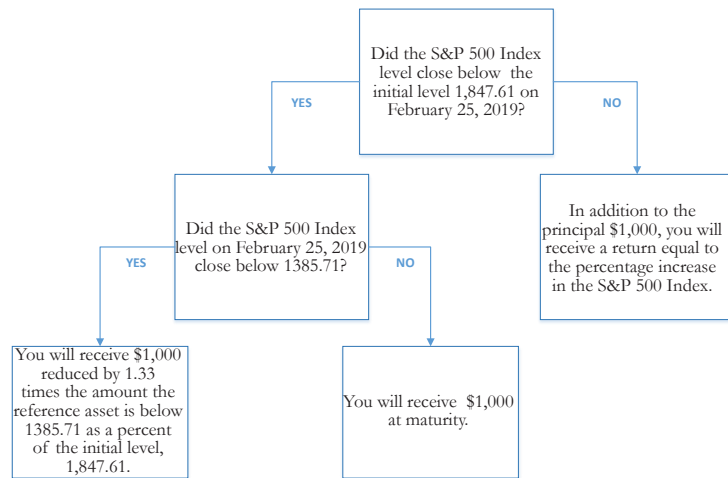 Did the S&P 500 Index
level close below the
initial level 1,847.61 on
February 25, 2019?
YES
NO
Did the S&P 500 Index
level on February 25, 2019
close below 1385.71?
In addition to the
principal $1,000, you will
receive a return equal to
the percentage increase
in the S&P 500 Index.
YES
NO
You will receive $1,000
reduced by 1.33
times the amount the
reference asset is below
1385.71 as a percent
of the initial level,
1,847.61.
You will receive $1,000
at maturity.